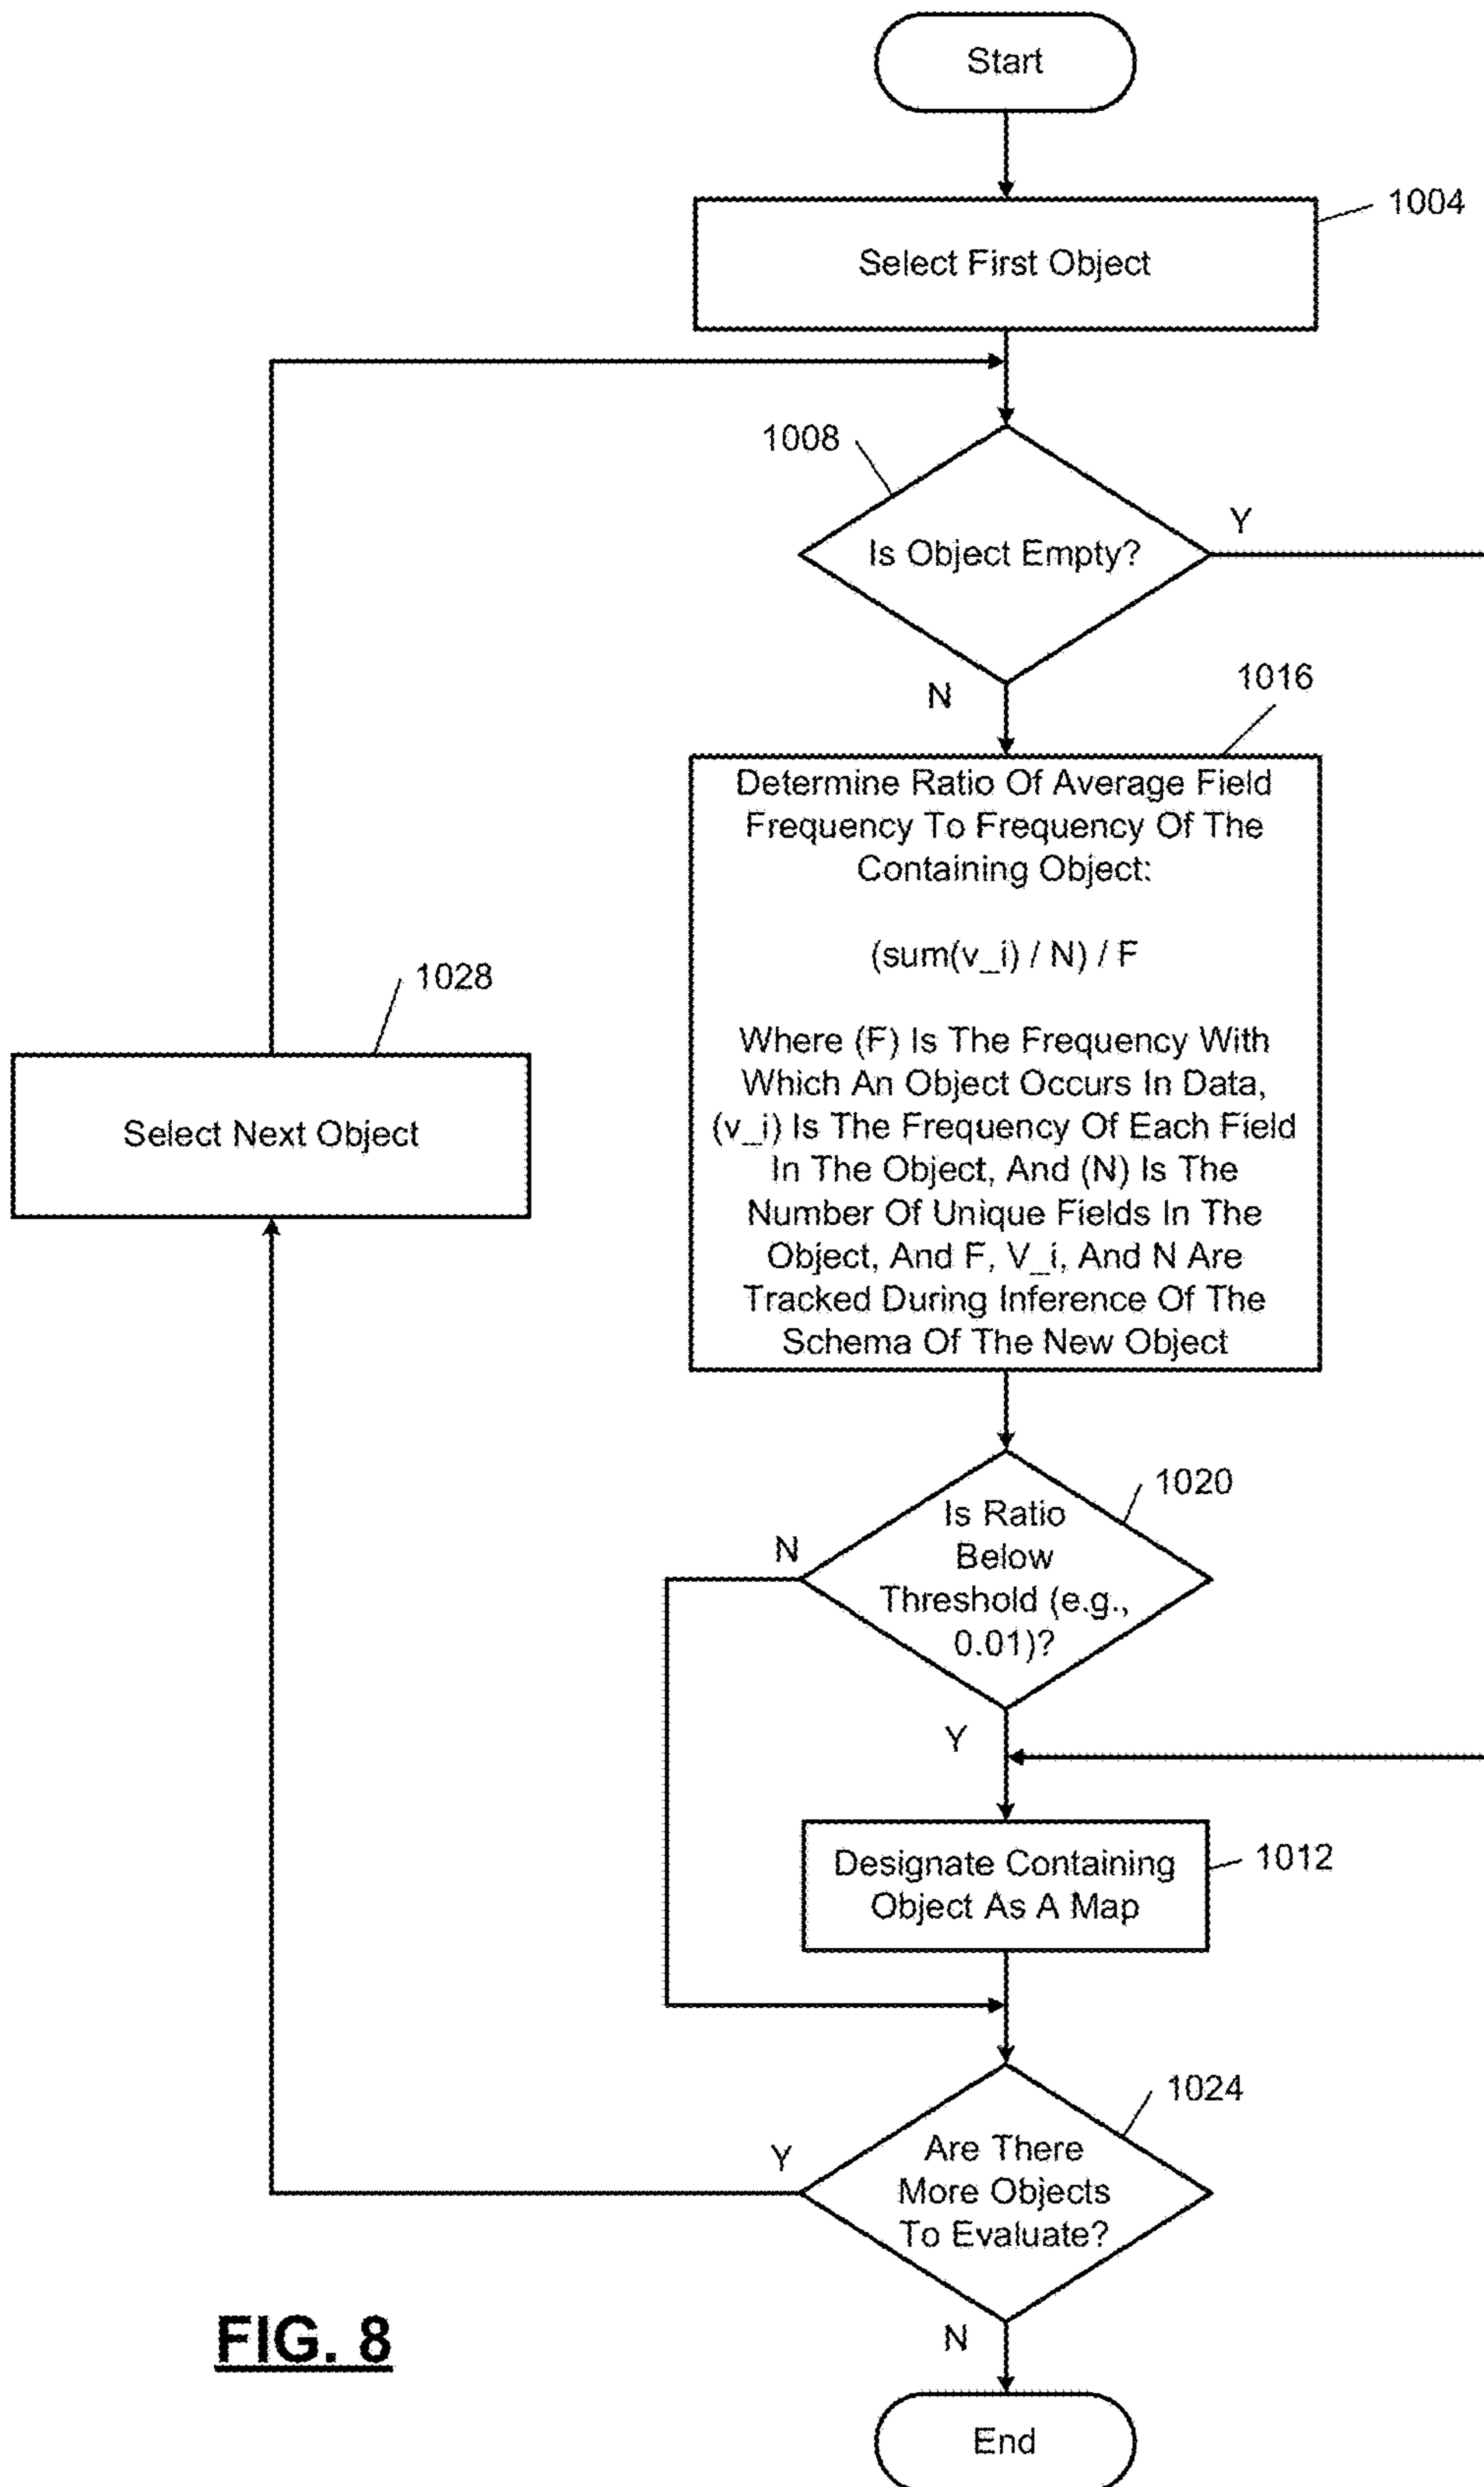 Start
1004
Select First Object
1008
Is Object Empty?
Y
N
1016
Determine Ratio Of Average Field
Frequency To Frequency Of The
Containing Object:
(sum(v_i) / N) / F
Where (F) Is The Frequency With
Which An Object Occurs In Data,
(v_i) Is The Frequency Of Each Field
In The Object, And (N) Is The
Number Of Unique Fields In The
Object, And F, V_i, And N Are
Tracked During Inference Of The
Schema Of The New Object
1028
Select Next Object
1020
Is Ratio
Below
Threshold (e.g.,
0.01)?
N
Y
Designate Containing
Object As A Map
1012
1024
Are There
More Objects
To Evaluate?
Y
N
End
FIG. 8